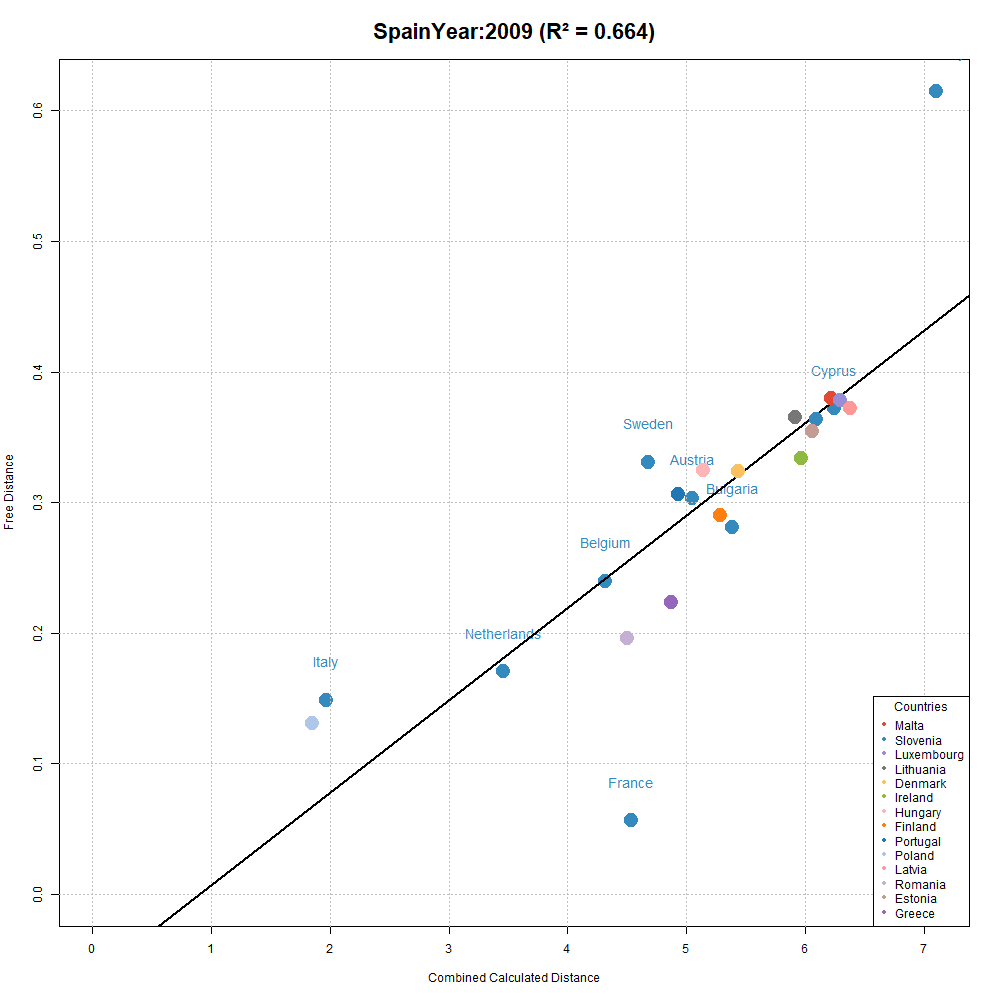 SpainYear:2009 (R² = 0.664)
Free Distance
0.6
0.5
0.4
0.3
0.2
0.1
0.0
Cyprus
Sweden
Austria
Bulgaria
Belgium
Netherlands
Italy
France
Countries
Malta
Slovenia
Luxembourg
Lithuania
Denmark
Ireland
Hungary
Finland
Portugal
Poland
Latvia
Romania
Estonia
Greece
0 1 2 3 4 5 6 7
Combined Calculated Distance